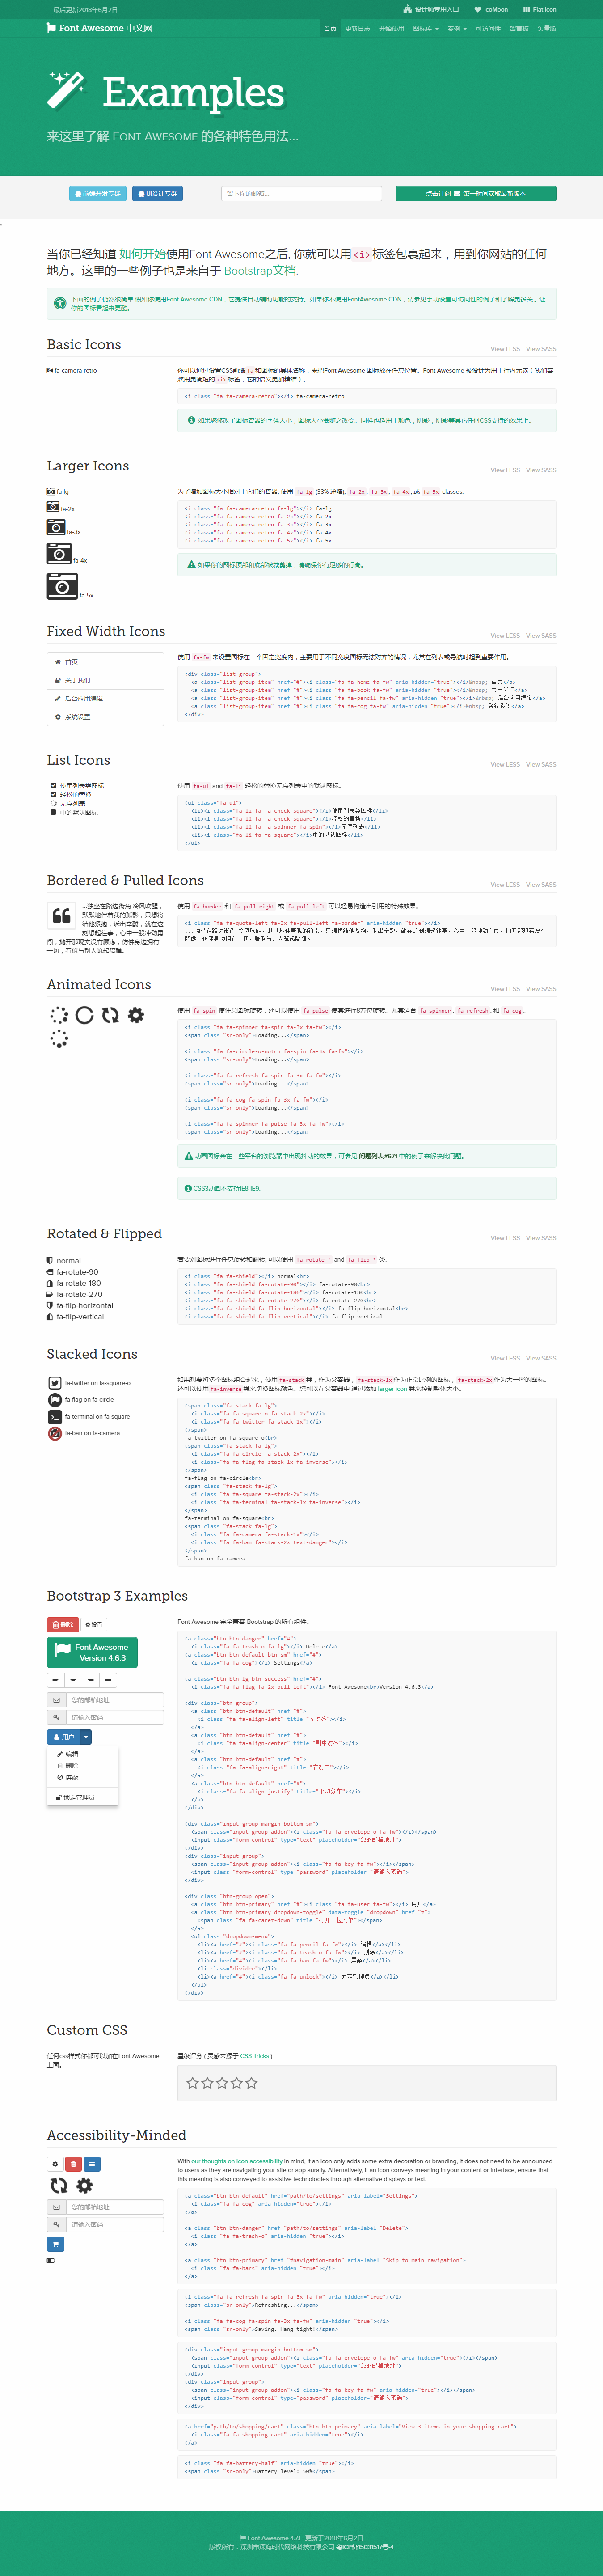 最后更新2018年6月2日
设计师专用入口 IcoMoon Flat Icon
Font Awesome 中文网
首页 更新日志 开始使用 图标库 案例 可访问性 留言板 矢量版
Examples
来这里了解 Font Awesome 的各种特色用法...
前端开发专群 UI设计专群 留下你的邮箱... 点击订阅 第一时间获取最新版本
当你已经知道 如何开始使用Font Awesome之后, 你就可以用 <i> 标签包裹起来，用到你网站的任何
地方。这里的一些例子也是来自于 Bootstrap文档.
下面的例子仍然很简单 假如你使用Font Awesome CDN，它提供自动辅助功能的支持。如果你不使用FontAwesome CDN，请参见手动设置可访问性的例子和了解更多关于让
你的图标看起来更酷。
Basic Icons
View LESS View SASS
fa-camera-retro
你可以通过设置CSS前缀 fa 和图标的具体名称，来把Font Awesome 图标放在任意位置。Font Awesome 被设计为用于行内元素（我们喜
欢用更简短的 <i> 标签，它的语义更加精准）。
<i class="fa fa-camera-retro"></i> fa-camera-retro
如果您修改了图标容器的字体大小，图标大小会随之改变。同样也适用于颜色，阴影，阴影等其它任何CSS支持的效果上。
Larger Icons
View LESS View SASS
fa-lg
fa-2x
fa-3x
fa-4x
fa-5x
为了增加图标大小相对于它们的容器, 使用 fa-lg (33% 递增), fa-2x, fa-3x, fa-4x, 或 fa-5x classes.
<i class="fa fa-camera-retro fa-lg"></i> fa-lg
<i class="fa fa-camera-retro fa-2x"></i> fa-2x
<i class="fa fa-camera-retro fa-3x"></i> fa-3x
<i class="fa fa-camera-retro fa-4x"></i> fa-4x
<i class="fa fa-camera-retro fa-5x"></i> fa-5x
如果你的图标顶部和底部被裁剪掉，请确保你有足够的行高。
Fixed Width Icons
View LESS View SASS
首页
关于我们
后台应用编辑
系统设置
使用 fa-fw 来设置图标在一个固定宽度内，主要用于不同宽度图标无法对齐的情况，尤其在列表或导航时起到重要作用。
<div class="list-group">
<a class="list-group-item" href="#"><i class="fa fa-home fa-fw" aria-hidden="true"></i>&nbsp; 首页</a>
<a class="list-group-item" href="#"><i class="fa fa-book fa-fw" aria-hidden="true"></i>&nbsp; 关于我们</a>
<a class="list-group-item" href="#"><i class="fa fa-pencil fa-fw" aria-hidden="true"></i>&nbsp; 后台应用编辑</a>
<a class="list-group-item" href="#"><i class="fa fa-cog fa-fw" aria-hidden="true"></i>&nbsp; 系统设置</a>
</div>
List Icons
View LESS View SASS
使用列表类图标
轻松的替换
无序列表
中的默认图标
使用 fa-ul and fa-li 轻松的替换无序列表中的默认图标。
<ul class="fa-ul">
<li><i class="fa-li fa fa-check-square"></i>使用列表类图标</li>
<li><i class="fa-li fa fa-check-square"></i>轻松的替换</li>
<li><i class="fa-li fa fa-spinner fa-spin"></i>无序列表</li>
<li><i class="fa-li fa fa-square"></i>中的默认图标</li>
</ul>
Bordered & Pulled Icons
View LESS View SASS
...独坐在路边街角 冷风吹醒，
默默地伴着我的孤影，只想将
结他紧抱，诉出辛酸，就在这
刻想起往事，心中一股冲劲勇
闯，抛开那现实没有顾虑，仿佛身边拥有
一切，看似与别人筑起隔膜。
使用 fa-border 和 fa-pull-right 或 fa-pull-left 可以轻易构造出引用的特殊效果。
<i class="fa fa-quote-left fa-3x fa-pull-left fa-border" aria-hidden="true"></i>
...独坐在路边街角 冷风吹醒，默默地伴着我的孤影，只想将结他紧抱，诉出辛酸，就在这刻想起往事，心中一股冲劲勇闯，抛开那现实没有
顾虑，仿佛身边拥有一切，看似与别人筑起隔膜。
Animated Icons
View LESS View SASS
使用 fa-spin 使任意图标旋转，还可以使用 fa-pulse 使其进行8方位旋转。尤其适合 fa-spinner, fa-refresh, 和 fa-cog。
<i class="fa fa-spinner fa-spin fa-3x fa-fw"></i>
<span class="sr-only">Loading...</span>
<i class="fa fa-circle-o-notch fa-spin fa-3x fa-fw"></i>
<span class="sr-only">Loading...</span>
<i class="fa fa-refresh fa-spin fa-3x fa-fw"></i>
<span class="sr-only">Loading...</span>
<i class="fa fa-cog fa-spin fa-3x fa-fw"></i>
<span class="sr-only">Loading...</span>
<i class="fa fa-spinner fa-pulse fa-3x fa-fw"></i>
<span class="sr-only">Loading...</span>
动画图标会在一些平台的浏览器中出现抖动的效果，可参见 问题列表#671 中的例子来解决此问题。
CSS3动画不支持IE8-IE9。
Rotated & Flipped
View LESS View SASS
normal
fa-rotate-90
fa-rotate-180
fa-rotate-270
fa-flip-horizontal
fa-flip-vertical
若要对图标进行任意旋转和翻转, 可以使用 fa-rotate-* and fa-flip-* 类.
<i class="fa fa-shield"></i> normal<br>
<i class="fa fa-shield fa-rotate-90"></i> fa-rotate-90<br>
<i class="fa fa-shield fa-rotate-180"></i> fa-rotate-180<br>
<i class="fa fa-shield fa-rotate-270"></i> fa-rotate-270<br>
<i class="fa fa-shield fa-flip-horizontal"></i> fa-flip-horizontal<br>
<i class="fa fa-shield fa-flip-vertical"></i> fa-flip-vertical
Stacked Icons
View LESS View SASS
fa-twitter on fa-square-o
fa-flag on fa-circle
fa-terminal on fa-square
fa-ban on fa-camera
如果想要将多个图标组合起来，使用 fa-stack 类，作为父容器， fa-stack-1x 作为正常比例的图标， fa-stack-2x 作为大一些的图标。
还可以使用 fa-inverse 类来切换图标颜色。您可以在父容器中 通过添加 larger icon 类来控制整体大小。
<span class="fa-stack fa-lg">
<i class="fa fa-square-o fa-stack-2x"></i>
<i class="fa fa-twitter fa-stack-1x"></i>
</span>
fa-twitter on fa-square-o<br>
<span class="fa-stack fa-lg">
<i class="fa fa-circle fa-stack-2x"></i>
<i class="fa fa-flag fa-stack-1x fa-inverse"></i>
</span>
fa-flag on fa-circle<br>
<span class="fa-stack fa-lg">
<i class="fa fa-square fa-stack-2x"></i>
<i class="fa fa-terminal fa-stack-1x fa-inverse"></i>
</span>
fa-terminal on fa-square<br>
<span class="fa-stack fa-lg">
<i class="fa fa-camera fa-stack-1x"></i>
<i class="fa fa-ban fa-stack-2x text-danger"></i>
</span>
fa-ban on fa-camera
Bootstrap 3 Examples
删除 设置
Font Awesome
Version 4.6.3
您的邮箱地址
请输入密码
用户
编辑
删除
屏蔽
锁定管理员
Font Awesome 完全兼容 Bootstrap 的所有组件。
<a class="btn btn-danger" href="#">
<i class="fa fa-trash-o fa-lg"></i> Delete</a>
<a class="btn btn-default btn-sm" href="#">
<i class="fa fa-cog"></i> Settings</a>
<a class="btn btn-lg btn-success" href="#">
<i class="fa fa-flag fa-2x pull-left"></i> Font Awesome<br>Version 4.6.3</a>
<div class="btn-group">
<a class="btn btn-default" href="#">
<i class="fa fa-align-left" title="左对齐"></i>
</a>
<a class="btn btn-default" href="#">
<i class="fa fa-align-center" title="剧中对齐"></i>
</a>
<a class="btn btn-default" href="#">
<i class="fa fa-align-right" title="右对齐"></i>
</a>
<a class="btn btn-default" href="#">
<i class="fa fa-align-justify" title="平均分布"></i>
</a>
</div>
<div class="input-group margin-bottom-sm">
<span class="input-group-addon"><i class="fa fa-envelope-o fa-fw"></i></span>
<input class="form-control" type="text" placeholder="您的邮箱地址">
</div>
<div class="input-group">
<span class="input-group-addon"><i class="fa fa-key fa-fw"></i></span>
<input class="form-control" type="password" placeholder="请输入密码">
</div>
<div class="btn-group open">
<a class="btn btn-primary" href="#"><i class="fa fa-user fa-fw"></i> 用户</a>
<a class="btn btn-primary dropdown-toggle" data-toggle="dropdown" href="#">
<span class="fa fa-caret-down" title="打开下拉菜单"></span>
</a>
<ul class="dropdown-menu">
<li><a href="#"><i class="fa fa-pencil fa-fw"></i> 编辑</a></li>
<li><a href="#"><i class="fa fa-trash-o fa-fw"></i> 删除</a></li>
<li><a href="#"><i class="fa fa-ban fa-fw"></i> 屏蔽</a></li>
<li class="divider"></li>
<li><a href="#"><i class="fa fa-unlock"></i> 锁定管理员</a></li>
</ul>
</div>
Custom CSS
任何css样式你都可以加在Font Awesome
上面。
星级评分 ( 灵感来源于 CSS Tricks )
Accessibility-Minded
您的邮箱地址
请输入密码
With our thoughts on icon accessibility in mind, If an icon only adds some extra decoration or branding, it does not need to be announced
to users as they are navigating your site or app aurally. Alternatively, if an icon conveys meaning in your content or interface, ensure that
this meaning is also conveyed to assistive technologies through alternative displays or text.
<a class="btn btn-default" href="path/to/settings" aria-label="Settings">
<i class="fa fa-cog" aria-hidden="true"></i>
</a>
<a class="btn btn-danger" href="path/to/settings" aria-label="Delete">
<i class="fa fa-trash-o" aria-hidden="true"></i>
</a>
<a class="btn btn-primary" href="#navigation-main" aria-label="Skip to main navigation">
<i class="fa fa-bars" aria-hidden="true"></i>
</a>
<i class="fa fa-refresh fa-spin fa-3x fa-fw" aria-hidden="true"></i>
<span class="sr-only">Refreshing...</span>
<i class="fa fa-cog fa-spin fa-3x fa-fw" aria-hidden="true"></i>
<span class="sr-only">Saving. Hang tight!</span>
<div class="input-group margin-bottom-sm">
<span class="input-group-addon"><i class="fa fa-envelope-o fa-fw" aria-hidden="true"></i></span>
<input class="form-control" type="text" placeholder="您的邮箱地址">
</div>
<div class="input-group">
<span class="input-group-addon"><i class="fa fa-key fa-fw" aria-hidden="true"></i></span>
<input class="form-control" type="password" placeholder="请输入密码">
</div>
<a href="path/to/shopping/cart" class="btn btn-primary" aria-label="View 3 items in your shopping cart">
<i class="fa fa-shopping-cart" aria-hidden="true"></i>
</a>
<i class="fa fa-battery-half" aria-hidden="true"></i>
<span class="sr-only">Battery level: 50%</span>
Font Awesome 4.7.1 · 更新于2018年6月2日
版权所有：深圳市深瀚时代网络科技有限公司 粤ICP备15031517号-4